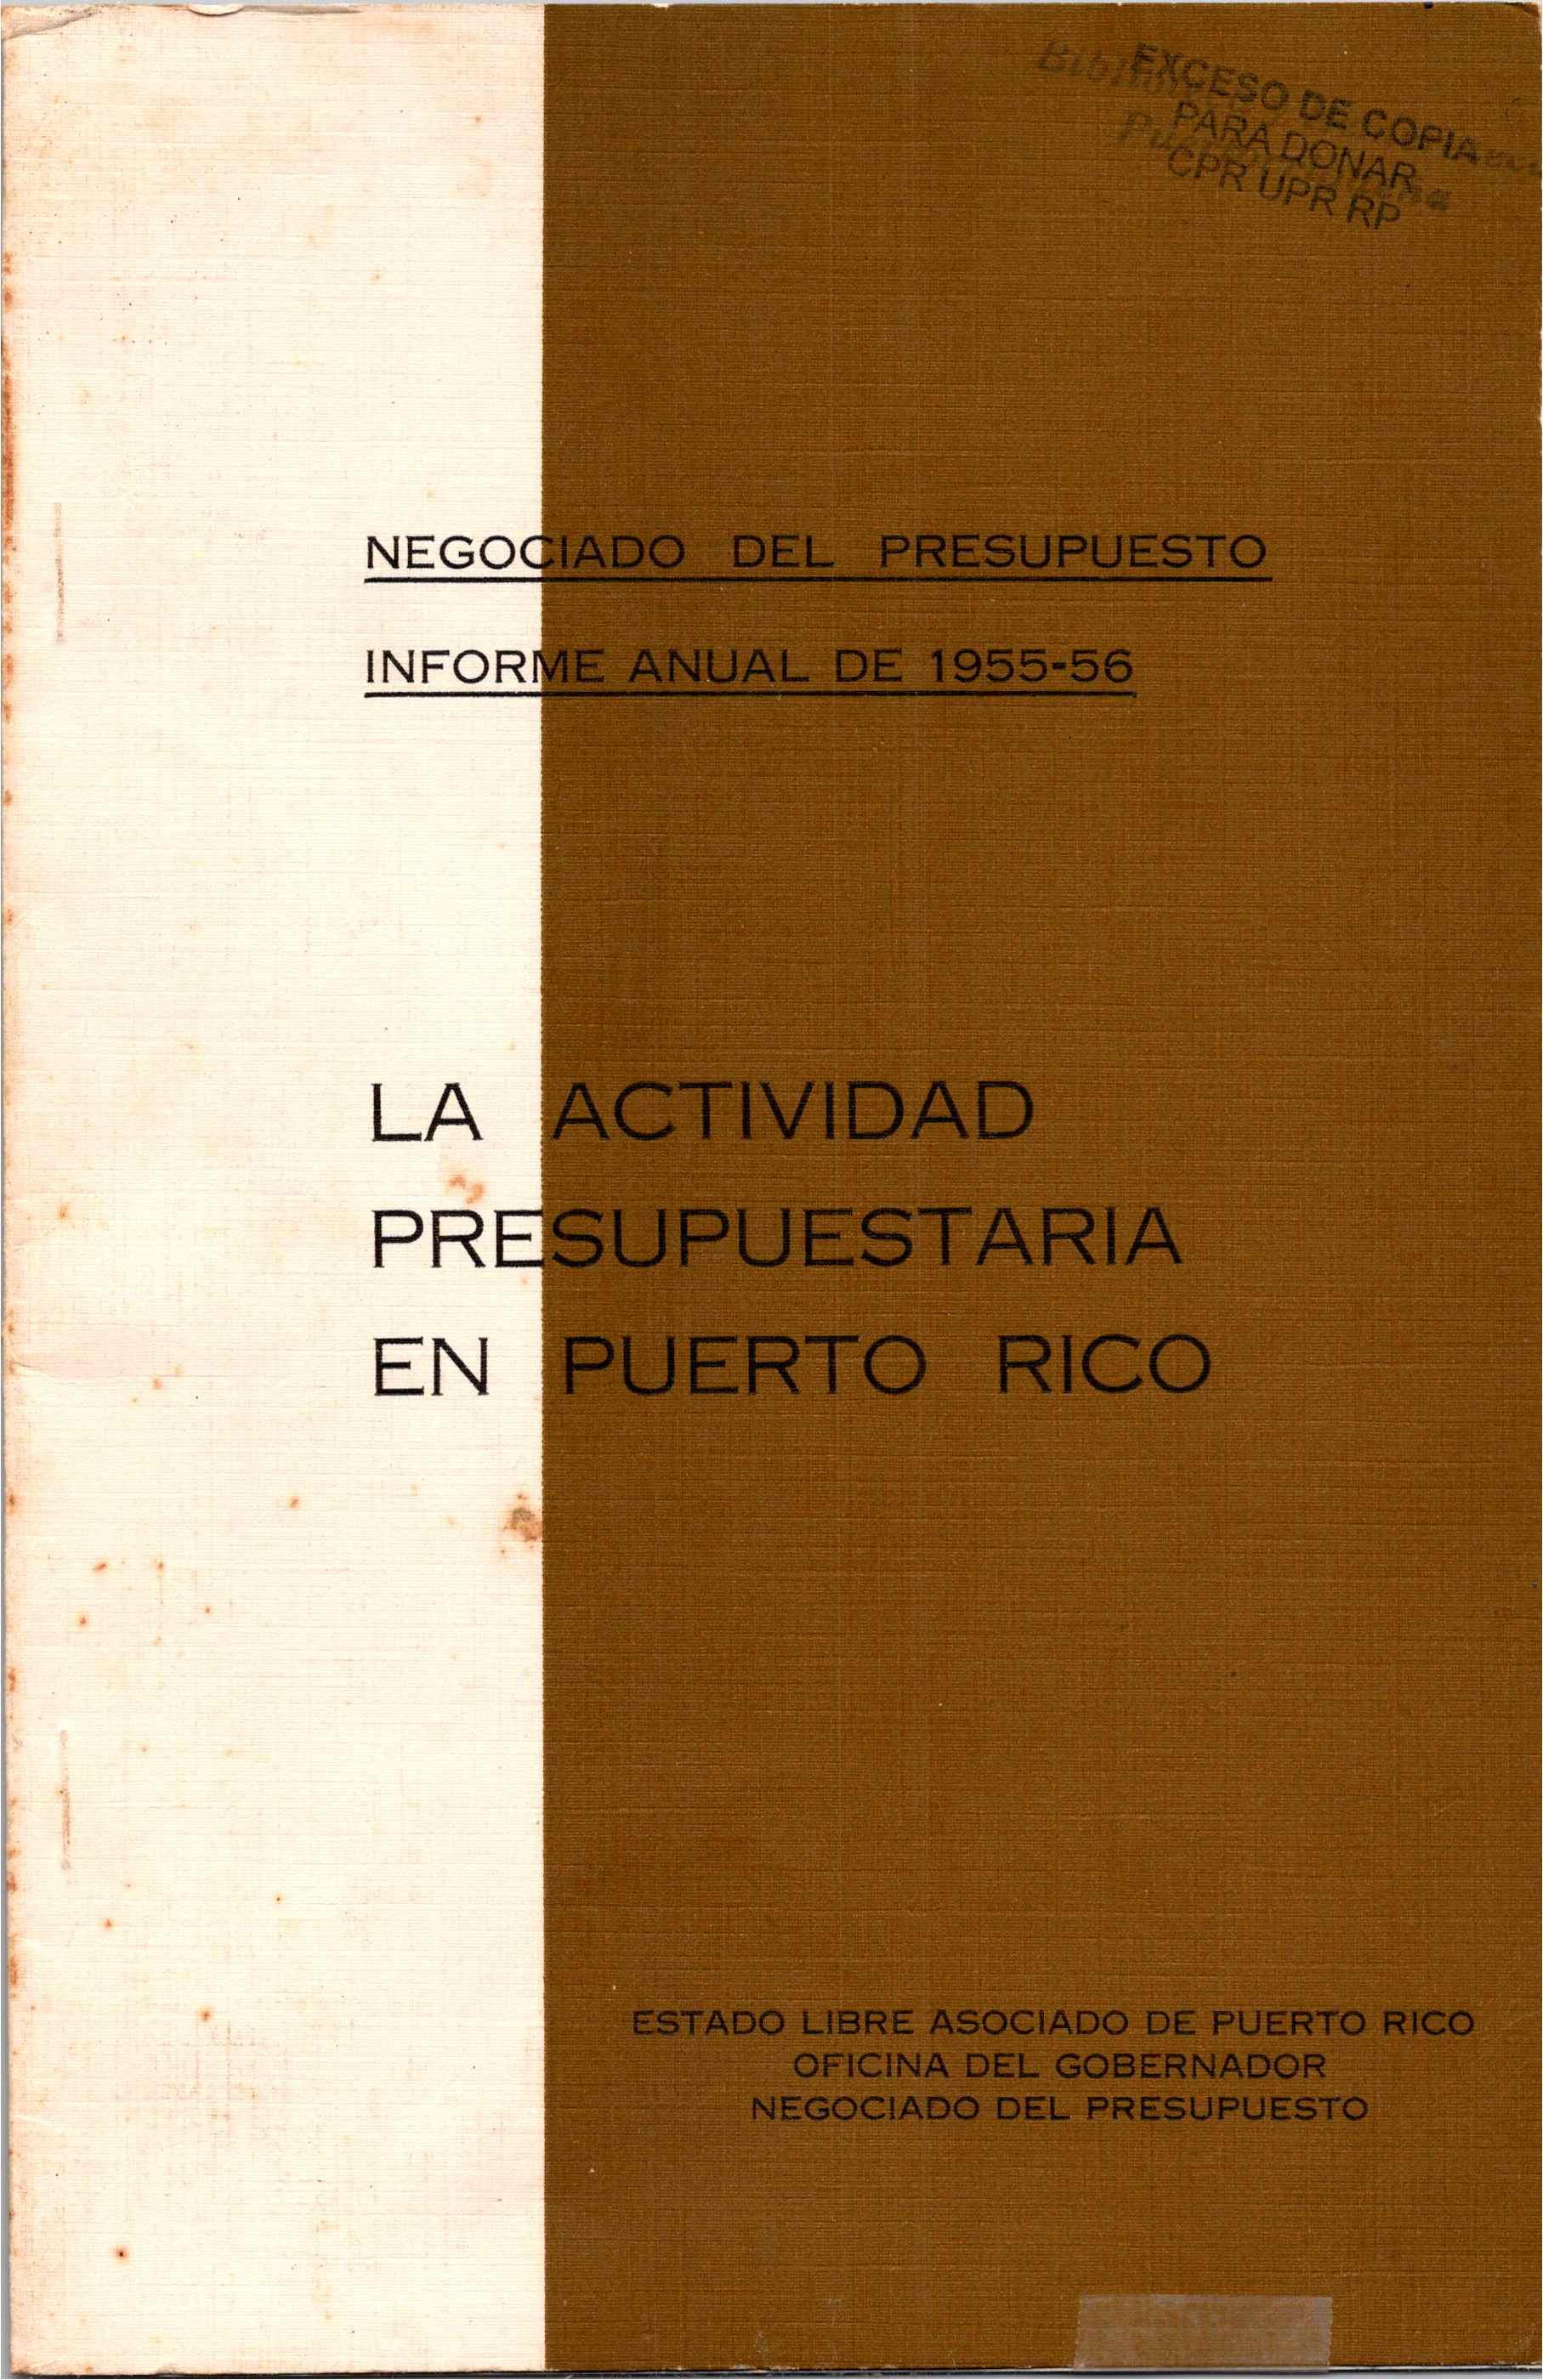 EXCESO DE COPIA
PARA DONAR
CPR UPR RP
NEGOCIADO DEL PRESUPUESTO
INFORME ANUAL DE 1955-56
LA ACTIVIDAD
PRESUPUESTARIA
EN PUERTO RICO
ESTADO LIBRE ASOCIADO DE PUERTO RICO
OFICINA DEL GOBERNADOR
NEGOCIADO DEL PRESUPUESTO